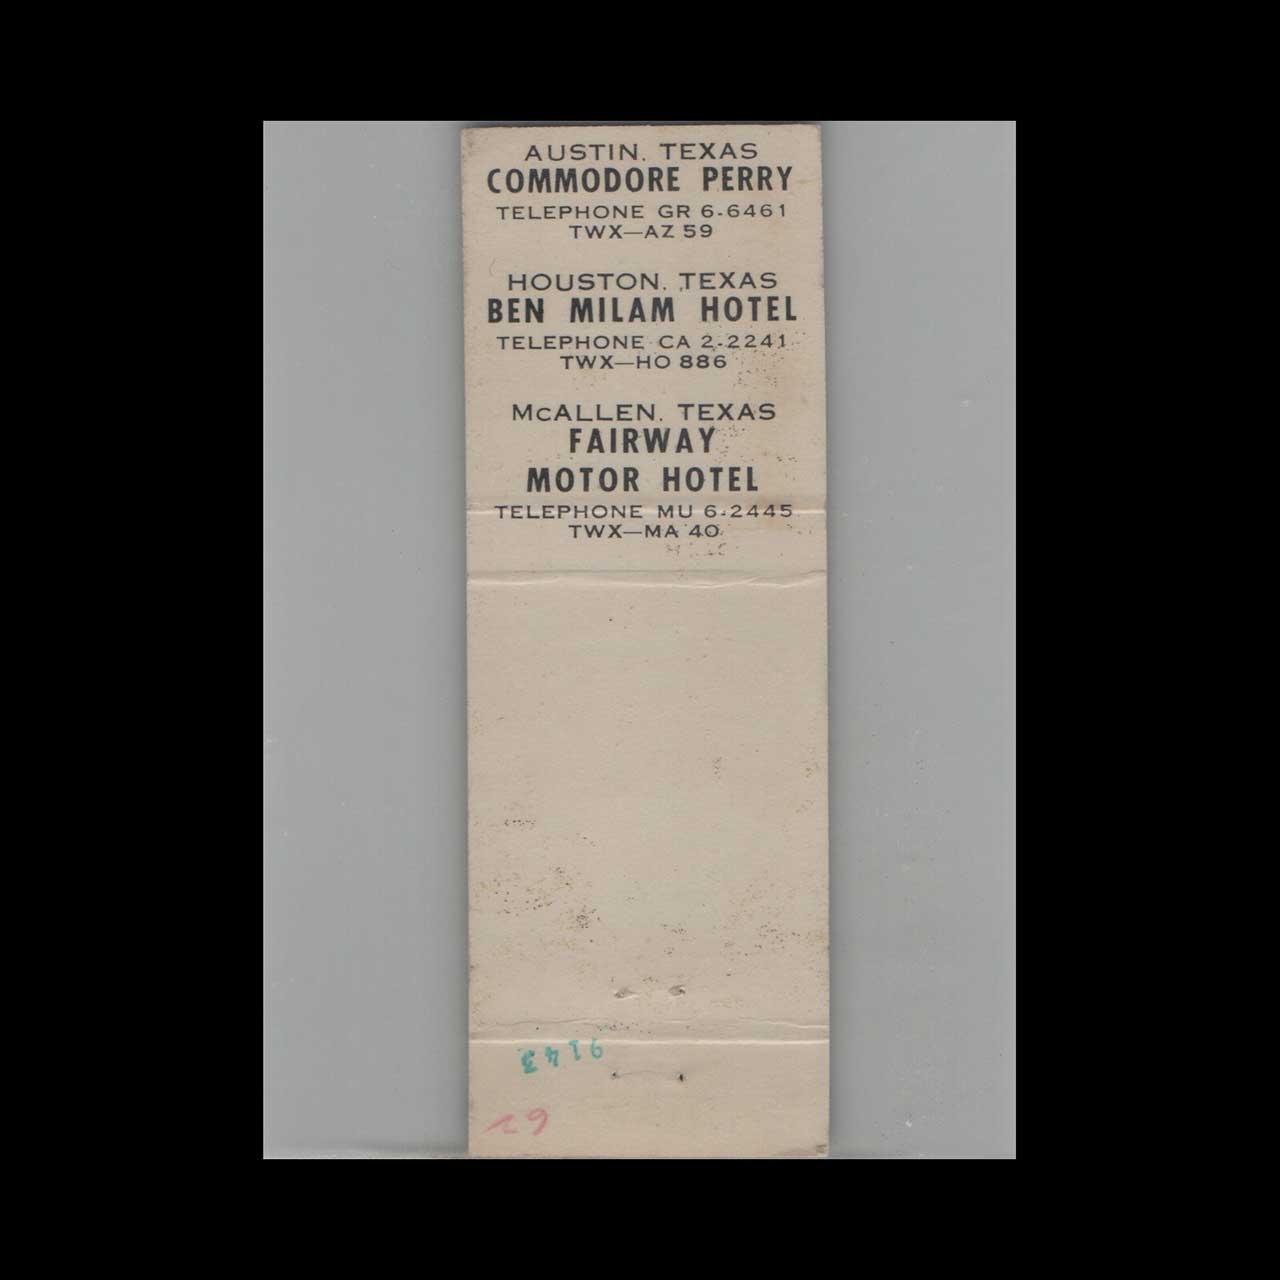 AUSTIN, TEXAS
COMMODORE PERRY
TELEPHONE GR 6-6461
TWX—AZ 59
HOUSTON, TEXAS
BEN MILAM HOTEL
TELEPHONE CA 2-2241
TWX—HO 886
McALLEN, TEXAS
FAIRWAY
MOTOR HOTEL
TELEPHONE MU 6-2445
TWX—MA 40
9143